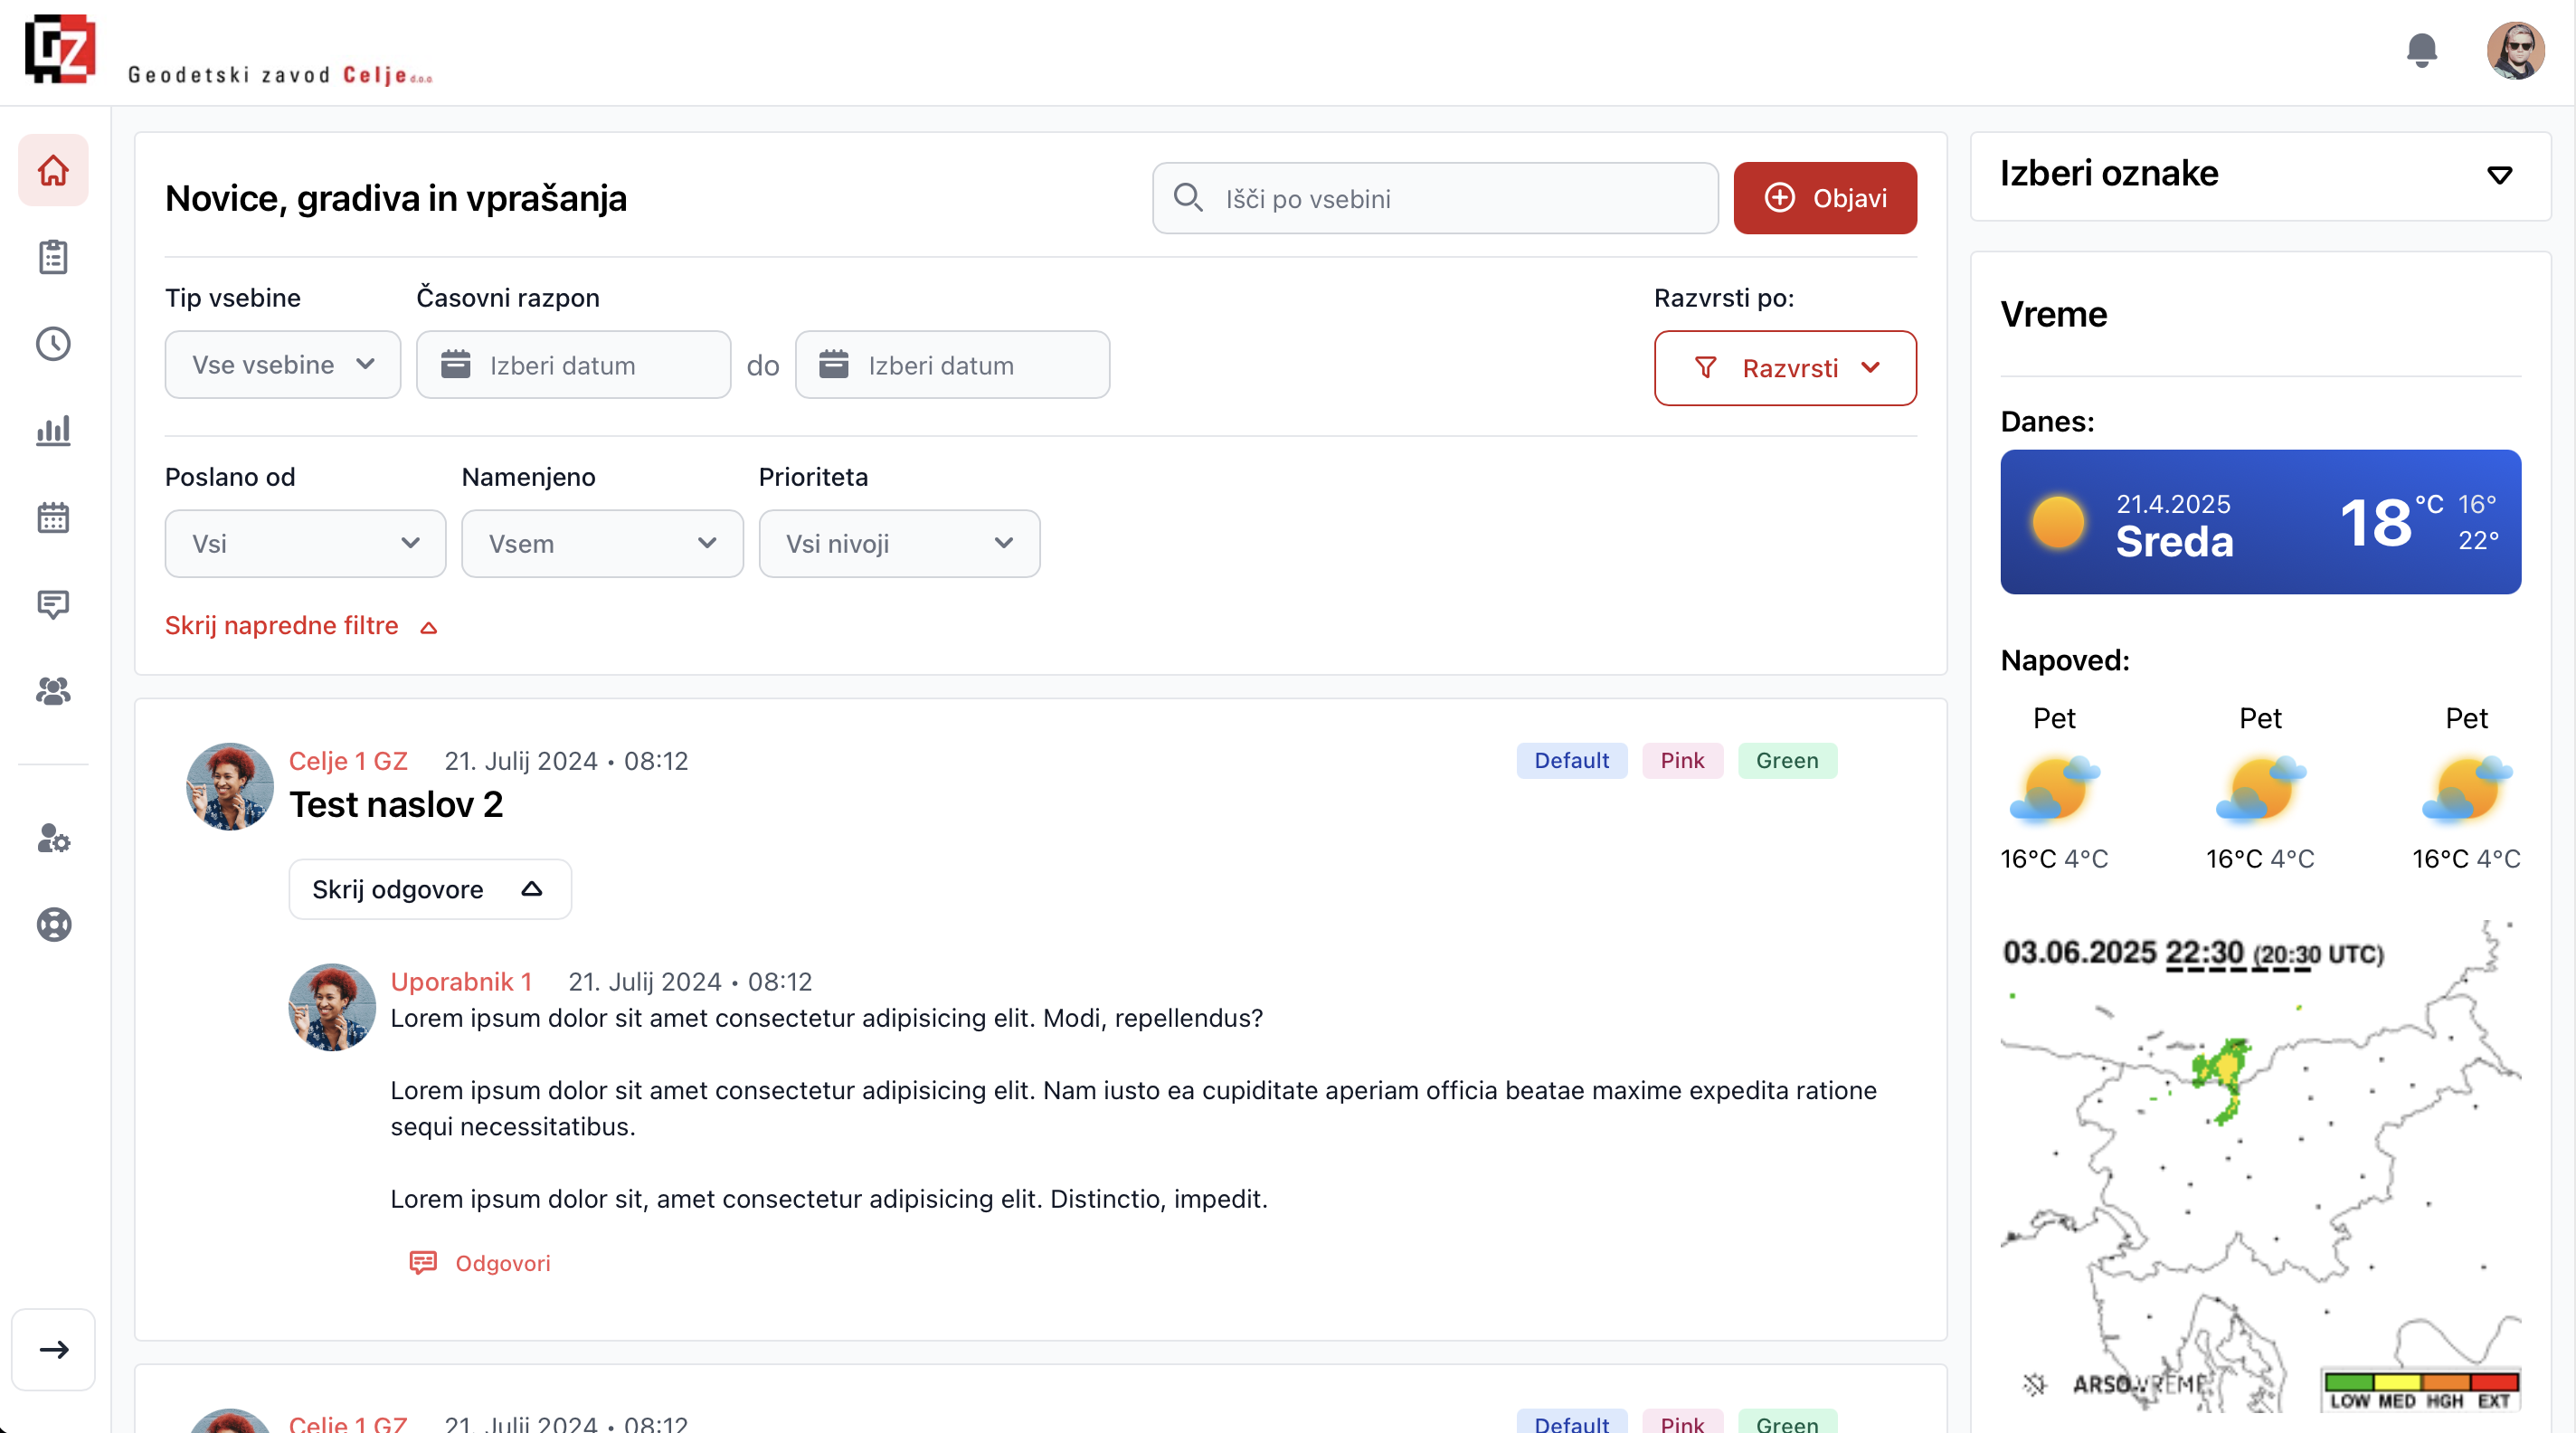 GZ
Geodetski zavod Celje d.o.o.
Novice, gradiva in vprašanja
Išči po vsebini
Objavi
Tip vsebine
Časovni razpon
Razvrsti po:
Vse vsebine
Izberi datum
do
Izberi datum
Razvrsti
Poslano od
Namenjeno
Prioriteta
Vsi
Vsem
Vsi nivoji
Skrij napredne filtre
Celje 1 GZ 21. Julij 2024 • 08:12
Default
Pink
Green
Test naslov 2
Skrij odgovore
Uporabnik 1 21. Julij 2024 • 08:12
Lorem ipsum dolor sit amet consectetur adipisicing elit. Modi, repellendus?
Lorem ipsum dolor sit amet consectetur adipisicing elit. Nam iusto ea cupiditate aperiam officia beatae maxime expedita ratione
sequi necessitatibus.
Lorem ipsum dolor sit, amet consectetur adipisicing elit. Distinctio, impedit.
Odgovori
Celje 1 GZ 21. Julij 2024 • 08:12
Default
Pink
Green
Izberi oznake
Vreme
Danes:
21.4.2025
Sreda
18 °C 16°
22°
Napoved:
Pet
Pet
Pet
16°C 4°C
16°C 4°C
16°C 4°C
03.06.2025 22:30 (20:30 UTC)
ARSO VREME
LOW MED HGH EXT